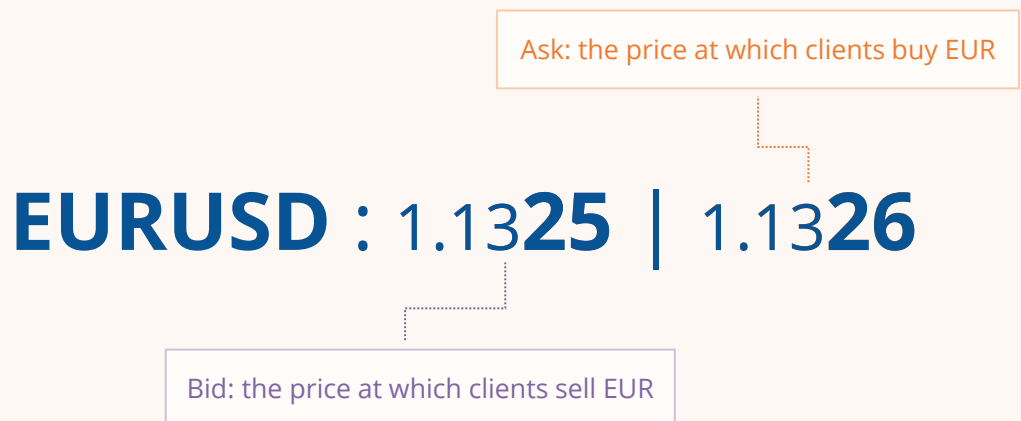 Ask: the price at which clients buy EUR
EURUSD : 1.1325 | 1.1326
Bid: the price at which clients sell EUR